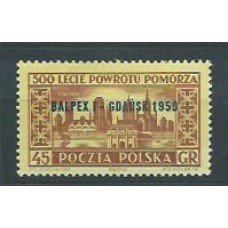 500 LECIE POWROTU POMORZA
BALPEX I - GDAŃSK 1959
45 POCZTA POLSKA GR